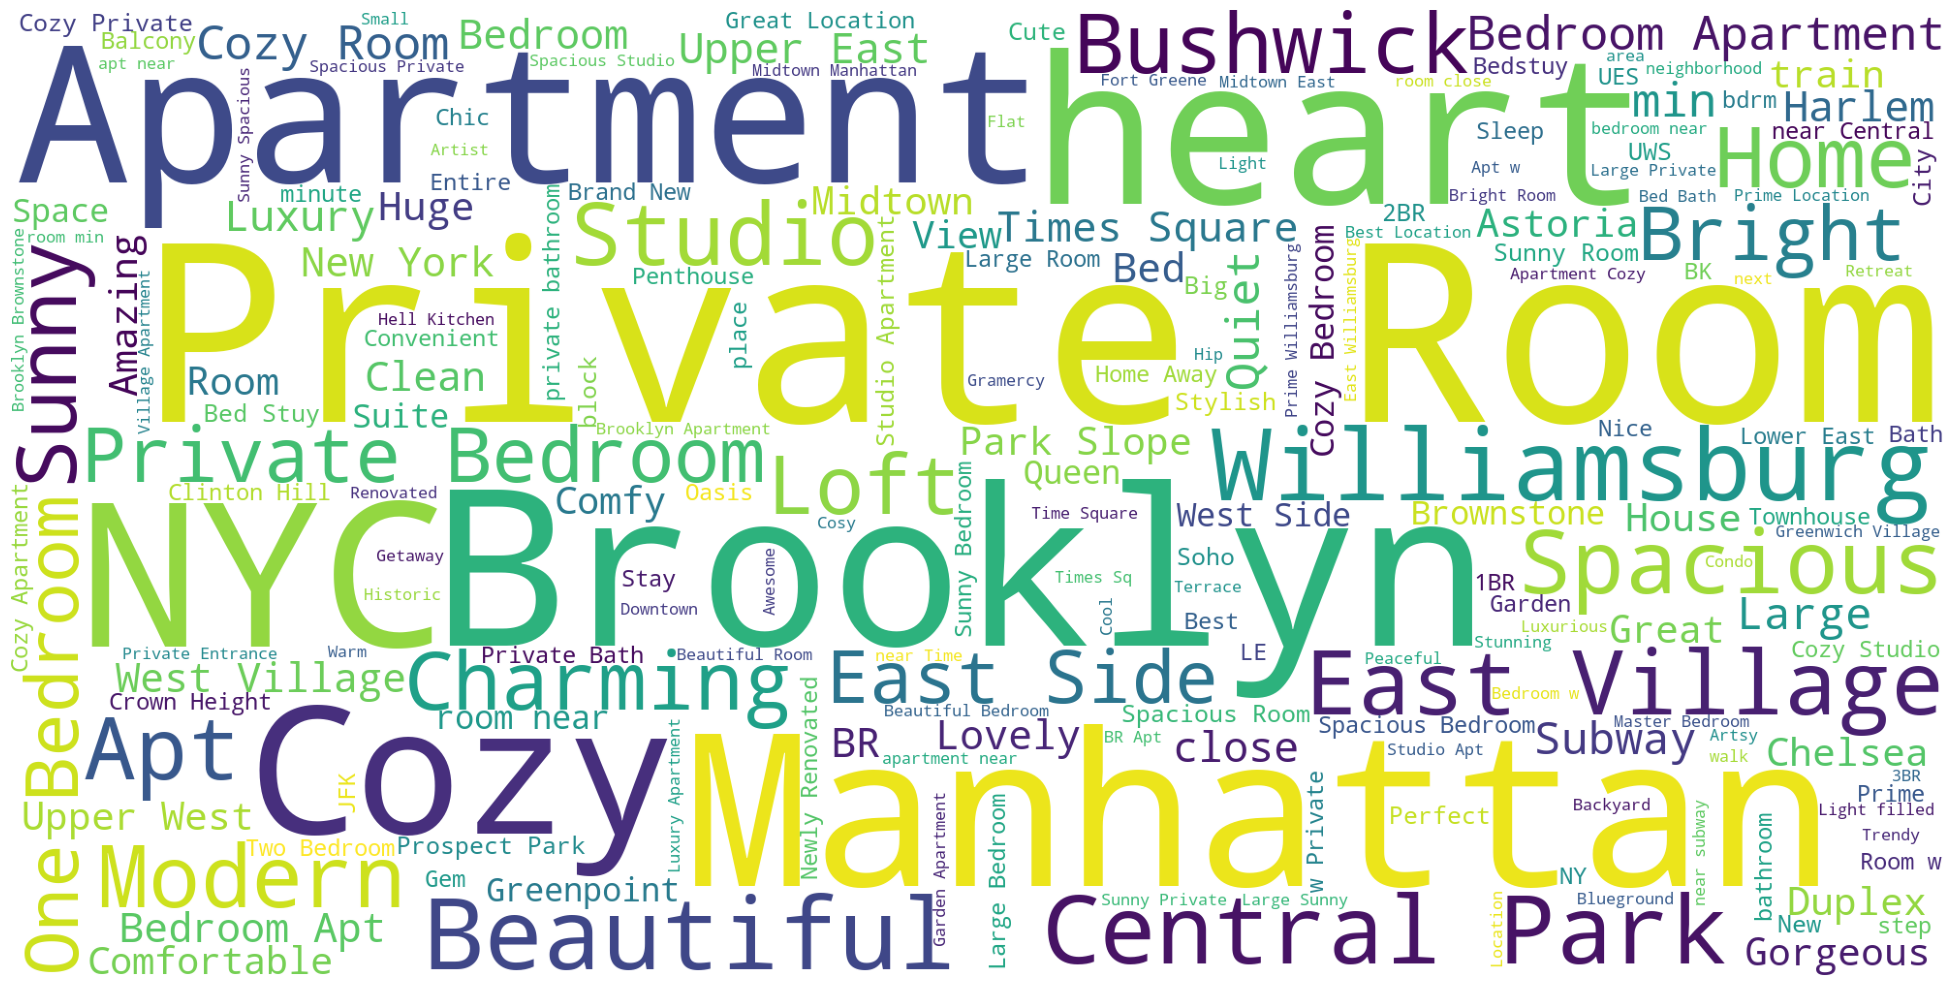 Cozy Private
Small
Great Location
Cute
Bushwick
Bedroom Apartment
Balcony
Cozy Room
Bedroom
Upper East
apt near
Spacious Private
Spacious Studio
Midtown Manhattan
Fort Greene
Midtown East
room close
Bedstuy
area
UES
neighborhood
train
Apartment
heart
Sunny Spacious
Chic
Flat
Artist
Light
Sleep
min
bdrm
Harlem
bedroom near
near Central
UWS
Home
Apt w
Large Private
City
Entire
minute
Brand New
Bright Room
Bed Bath
Prime Location
Space
Luxury
Huge
Midtown
Studio
View
Times Square
2BR
Astoria
Bright
room min
New York
Best Location
Sunny Room
Sunny
Amazing
Large Room
Bed
Penthouse
Big
Quiet
Apartment Cozy
BK
next
Retreat
Private
Room
Brooklyn Brownstone
Village Apartment
Hell Kitchen
Convenient
private bathroom
place
block
Studio Apartment
Hip
Prime Williamsburg
Cozy Bedroom
East Williamsburg
Room
Clean
Gramercy
Home Away
Stylish
Bed Stuy
Suite
Brooklyn Apartment
Private Bedroom
Loft
Park Slope
Williamsburg
Nice
Lower East
Bath
Queen
Clinton Hill
Renovated
Comfy
Oasis
Cosy
Time Square
West Side
Brownstone
House
Townhouse
Greenwich Village
NYC
Brooklyn
Getaway
Historic
Stay
Downtown
Awesome
Sunny Bedroom
Soho
Times Sq
Terrace
Cool
Best
1BR
Garden
Spacious
Condo
Luxurious
Great
Large
Cozy Apartment
One Bedroom
Private Entrance
Warm
Private Bath
Beautiful Room
near Time
LE
Stunning
Peaceful
Cozy Studio
West Village
Charming
East Side
East Village
Bedroom w
Crown Height
room near
Beautiful Bedroom
Spacious Room
Spacious Bedroom
Master Bedroom
Artsy
Apt
Cozy
Luxury Apartment
Newly Renovated
BR
Lovely
BR Apt
close
Studio Apt
Subway
Chelsea
walk
apartment near
Manhattan
JFK
3BR
Prime
Upper West
Perfect
Backyard
Light filled
Two Bedroom
Prospect Park
Trendy
w Private
near subway
Room w
Modern
Gem
Greenpoint
Garden Apartment
Large Bedroom
NY
bathroom
Sunny Private
Large Sunny
Blueground
Duplex
Bedroom Apt
Beautiful
Central Park
Location
New
step
Comfortable
Gorgeous